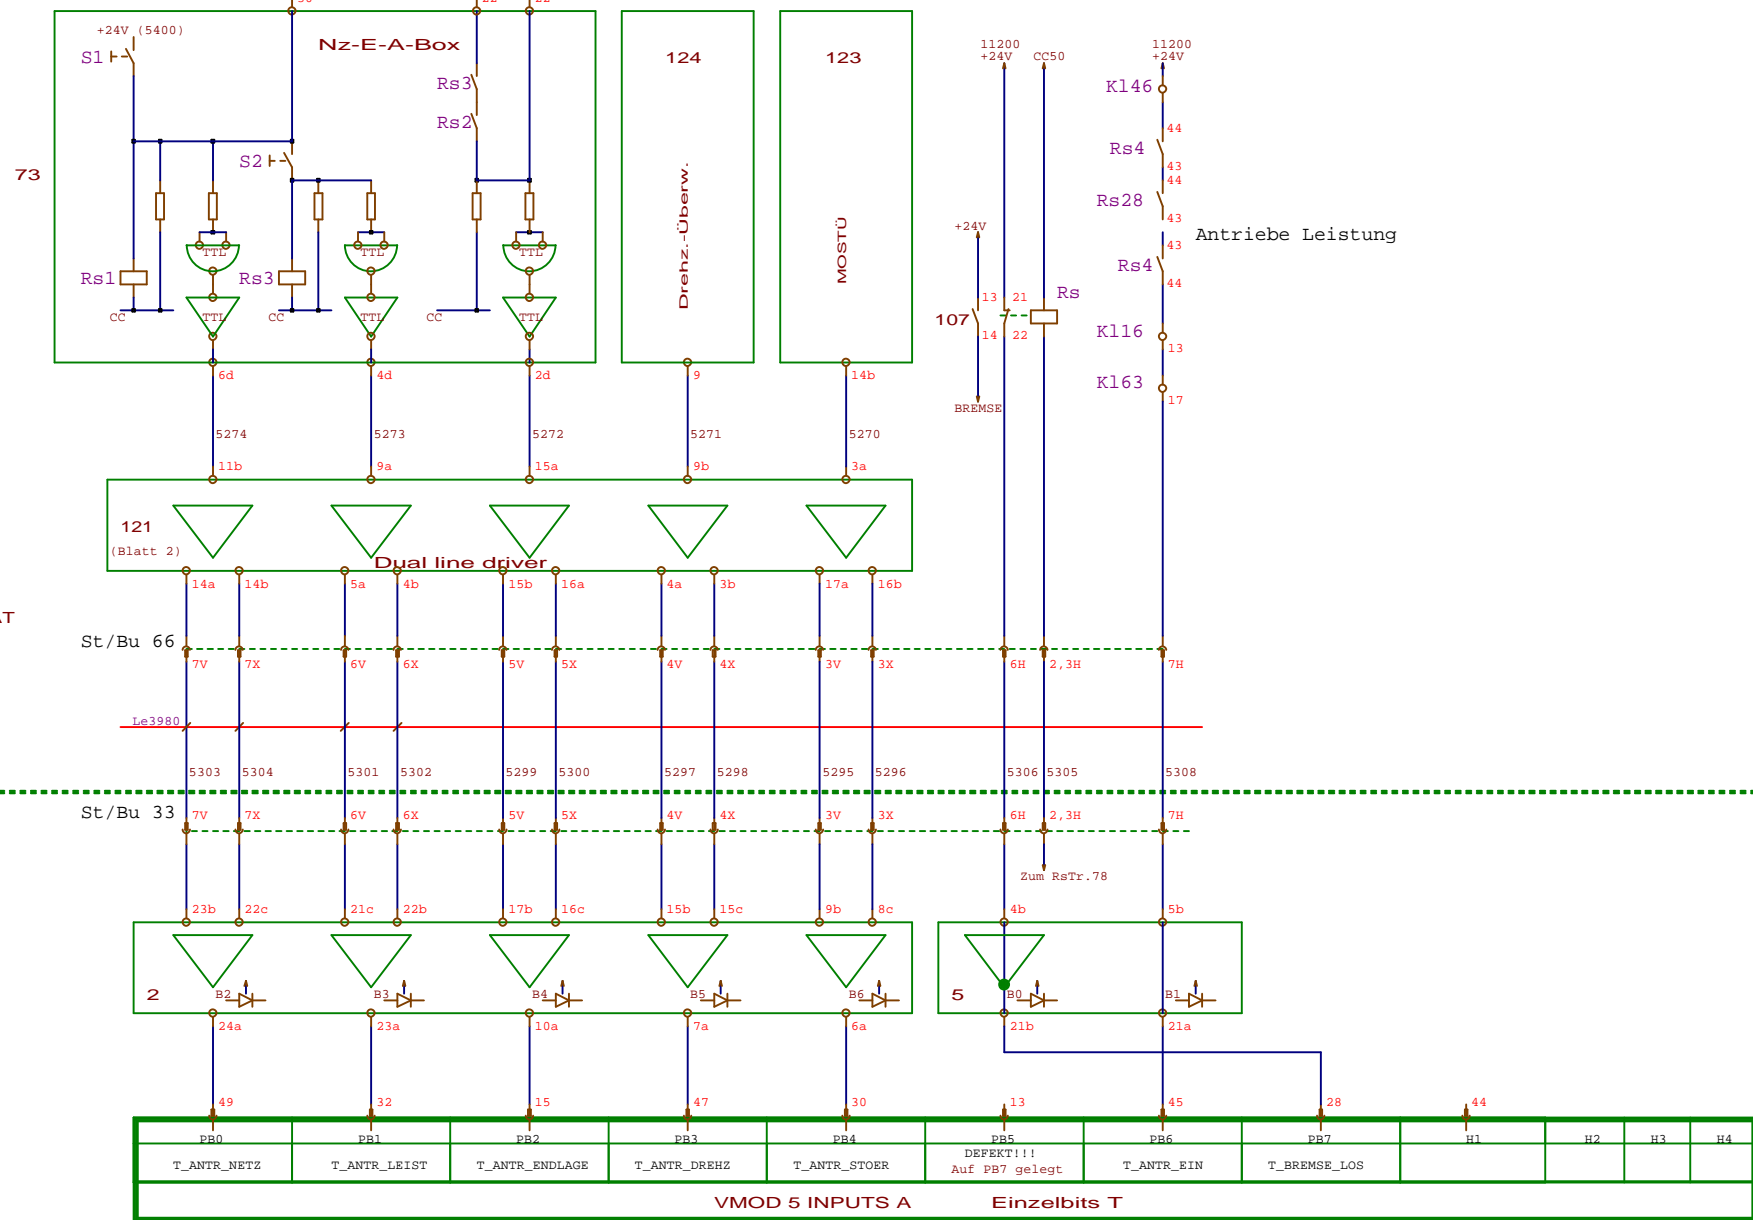 30 22 22
+24V (5400)
Nz-E-A-Box
S1
124
123
11200
+24V
CC50
11200
+24V
Rs3
Kl46
Rs2
44
Rs4
43
S2
73
44
Rs28
43
Drehz.-Überw.
MOSTÜ
+24V
43
Antriebe Leistung
TTL TTL TTL
Rs4
44
Rs1
Rs3
Rs
13 21
107
14 22
CC TTL CC TTL CC TTL
Kl16
13
6d 4d 2d 9 14b
Kl63
17
BREMSE
5274 5273 5272 5271 5270
11b 9a 15a 9b 3a
121
(Blatt 2)
Dual line driver
14a 14b 5a 4b 15b 16a 4a 3b 17a 16b
AT
St/Bu 66
7V 7X 6V 6X 5V 5X 4V 4X 3V 3X 6H 2,3H 7H
Le3980
5303 5304 5301 5302 5299 5300 5297 5298 5295 5296 5306 5305 5308
St/Bu 33
7V 7X 6V 6X 5V 5X 4V 4X 3V 3X 6H 2,3H 7H
Zum RsTr.78
23b 22c 21c 22b 17b 16c 15b 15c 9b 8c 4b 5b
2 B2 B3 B4 B5 B6 5 B0 B1
24a 23a 10a 7a 6a 21b 21a
49 32 15 47 30 13 45 28 44
PB0 PB1 PB2 PB3 PB4 PB5 PB6 PB7 H1 H2 H3 H4
T_ANTR_NETZ T_ANTR_LEIST T_ANTR_ENDLAGE T_ANTR_DREHZ T_ANTR_STOER
DEFEKT!!!
Auf PB7 gelegt
T_ANTR_EIN T_BREMSE_LOS
VMOD 5 INPUTS A Einzelbits T